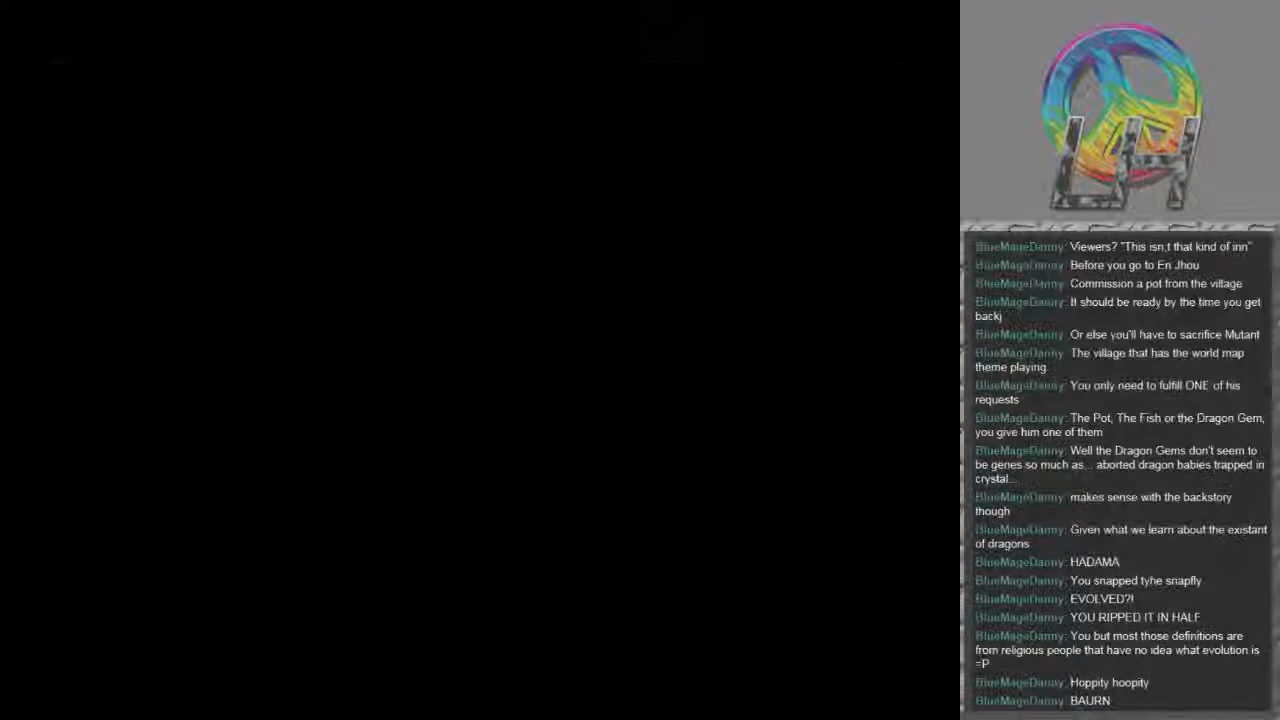 LH
BlueMageDanny: Viewers? "This isn,t that kind of inn"
BlueMageDanny: Before you go to En Jhou
BlueMageDanny: Commission a pot from the village
BlueMageDanny: It should be ready by the time you get
backj
BlueMageDanny: Or else you'll have to sacrifice Mutant
BlueMageDanny: The village that has the world map
theme playing.
BlueMageDanny: You only need to fulfill ONE of his
requests
BlueMageDanny: The Pot, The Fish or the Dragon Gem,
you give him one of them
BlueMageDanny: Well the Dragon Gems don't seem to
be genes so much as... aborted dragon babies trapped in
crystal...
BlueMageDanny: makes sense with the backstory
though
BlueMageDanny: Given what we learn about the existant
of dragons
BlueMageDanny: HADAMA
BlueMageDanny: You snapped tyhe snapfly
BlueMageDanny: EVOLVED?!
BlueMageDanny: YOU RIPPED IT IN HALF
BlueMageDanny: You but most those definitions are
from religious people that have no idea what evolution is
=P
BlueMageDanny: Hoppity hoopity
BlueMageDanny: BAURN